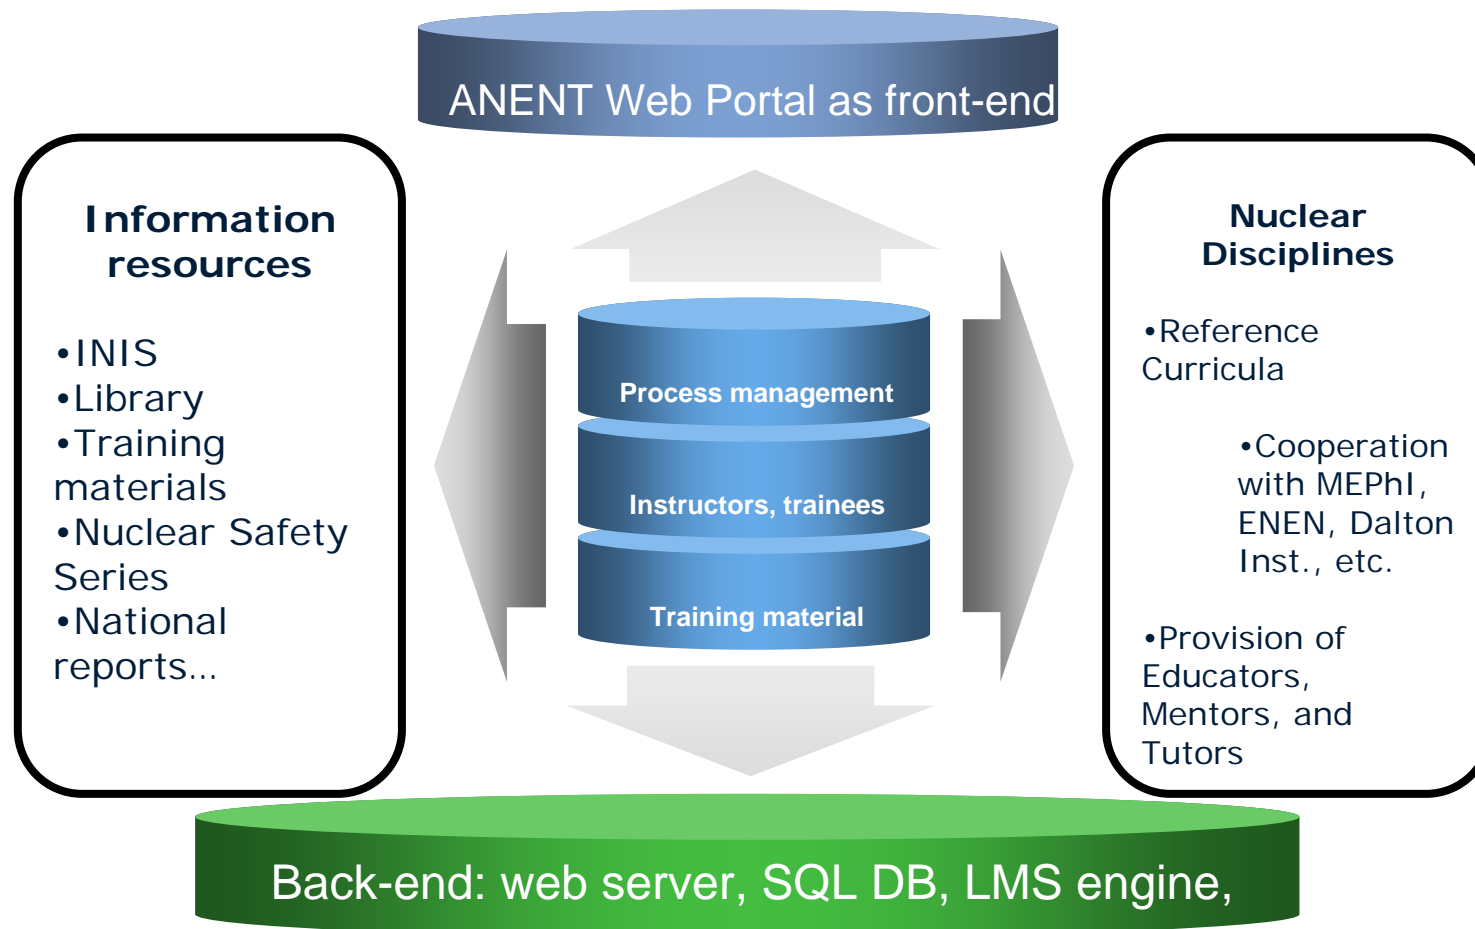 ANENT Web Portal as front-end
Information
resources
•INIS
•Library
•Training
materials
•Nuclear Safety
Series
•National
reports...
Process management
Instructors, trainees
Training material
Nuclear
Disciplines
•Reference
Curricula
•Cooperation
with MEPhI,
ENEN, Dalton
Inst., etc.
•Provision of
Educators,
Mentors, and
Tutors
Back-end: web server, SQL DB, LMS engine,